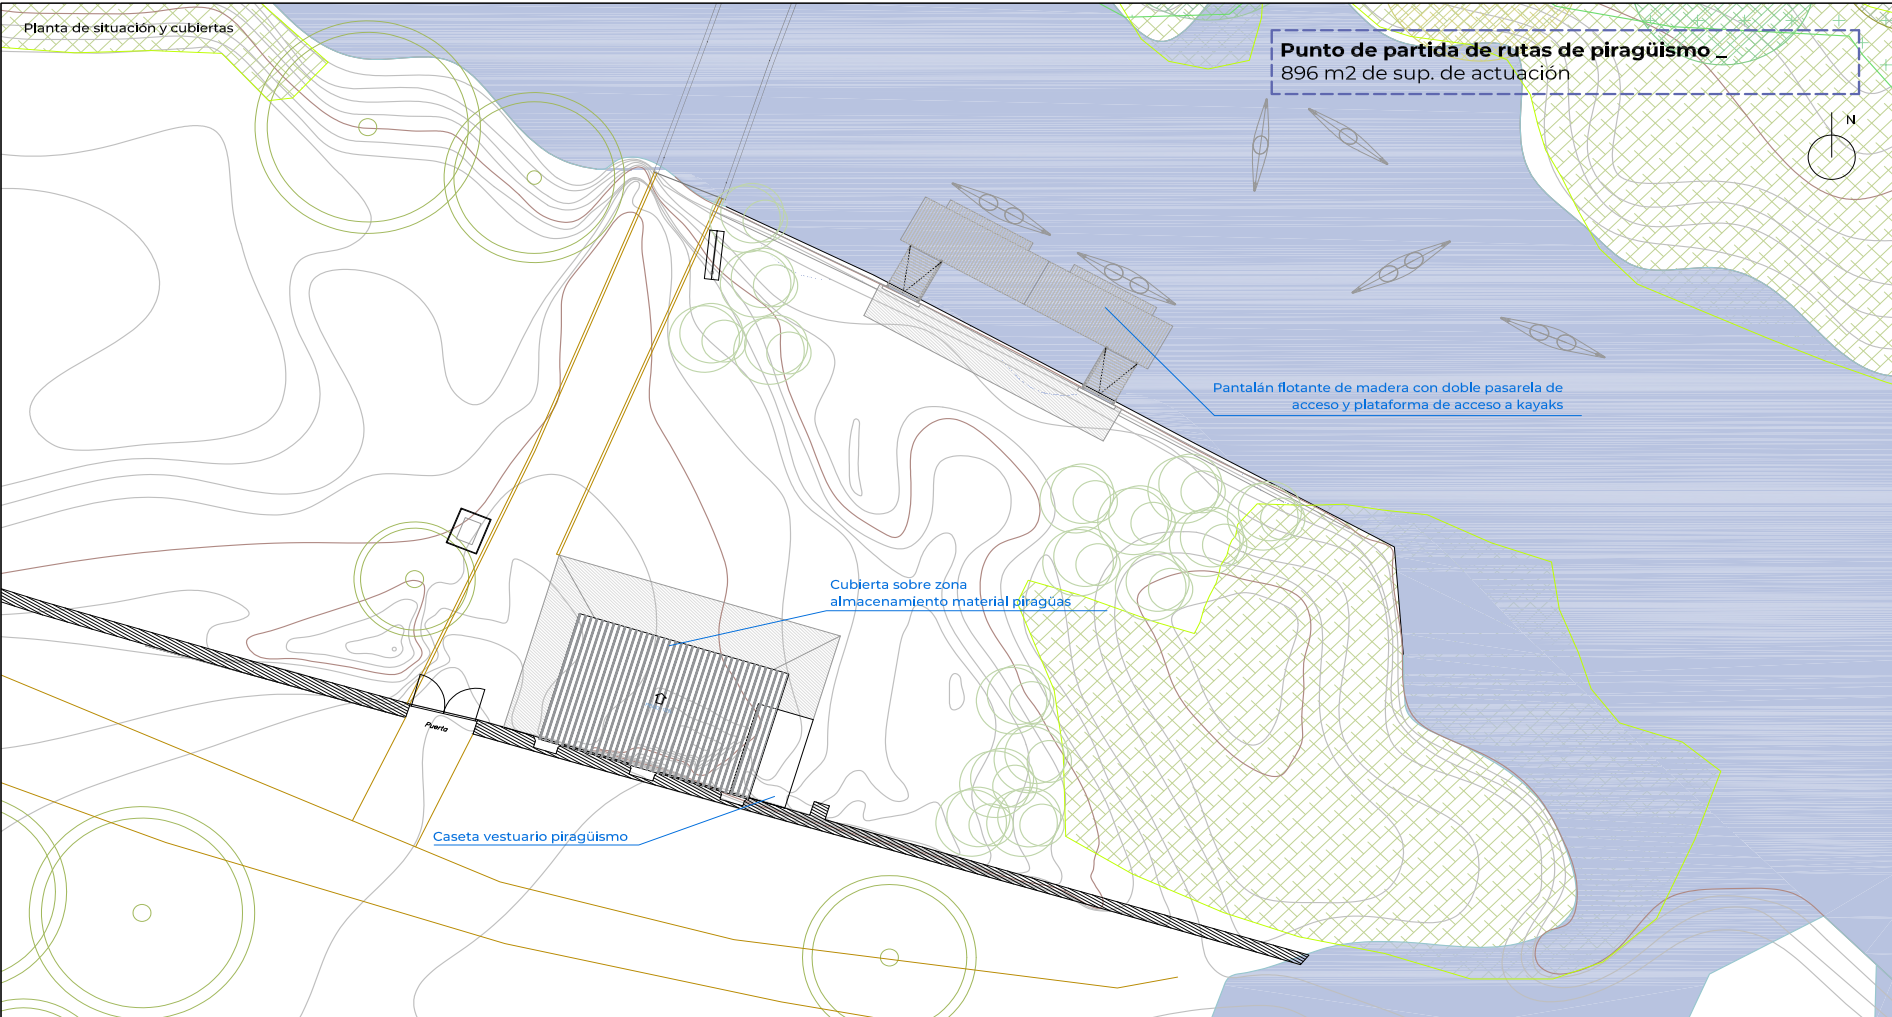 Planta de situación y cubiertas
Punto de partida de rutas de piragüismo _
896 m2 de sup. de actuación
N
Pantalán flotante de madera con doble pasarela de
acceso y plataforma de acceso a kayaks
Cubierta sobre zona
almacenamiento material piragüas
Puerta
Caseta vestuario piragüismo